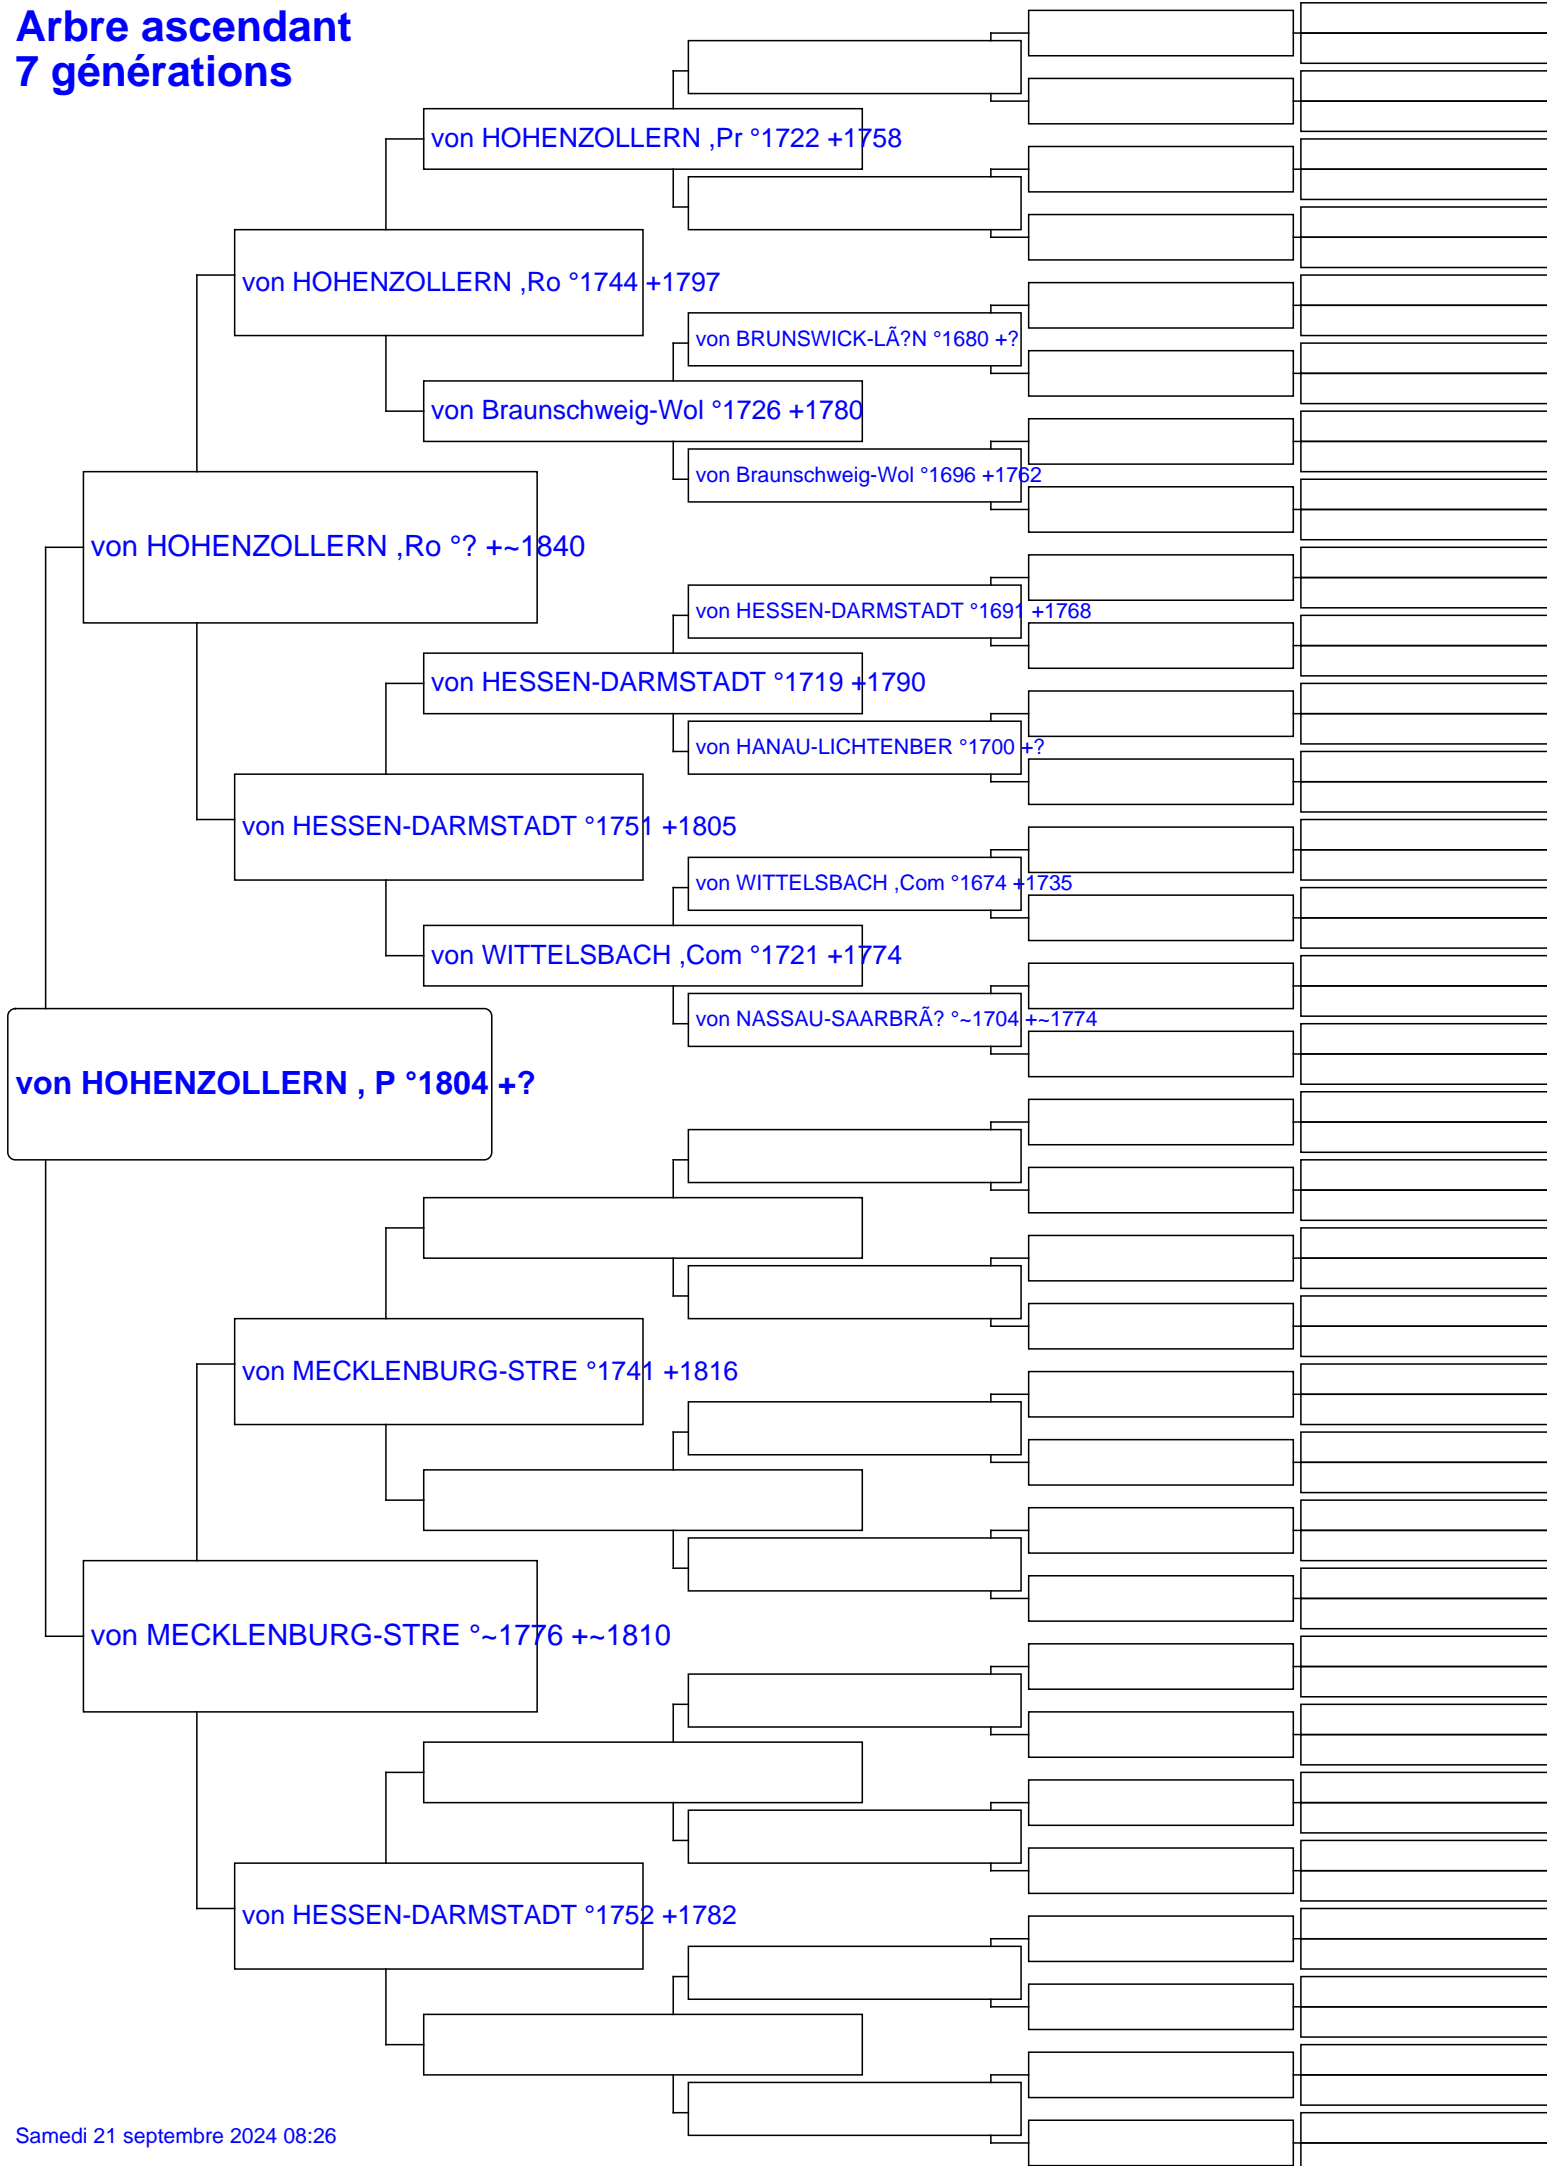 Arbre ascendant
7 générations
von HOHENZOLLERN ,Pr °1722 +1758
von HOHENZOLLERN ,Ro °1744 +1797
von BRUNSWICK-LÃ?N °1680 +?
von Braunschweig-Wol °1726 +1780
von Braunschweig-Wol °1696 +1762
von HOHENZOLLERN ,Ro °? +~1840
von HESSEN-DARMSTADT °1691 +1768
von HESSEN-DARMSTADT °1719 +1790
von HANAU-LICHTENBER °1700 +?
von HESSEN-DARMSTADT °1751 +1805
von WITTELSBACH ,Com °1674 +1735
von WITTELSBACH ,Com °1721 +1774
von NASSAU-SAARBRÃ? °~1704 +~1774
von HOHENZOLLERN , P °1804 +?
von MECKLENBURG-STRE °1741 +1816
von MECKLENBURG-STRE °~1776 +~1810
von HESSEN-DARMSTADT °1752 +1782
Samedi 21 septembre 2024 08:26